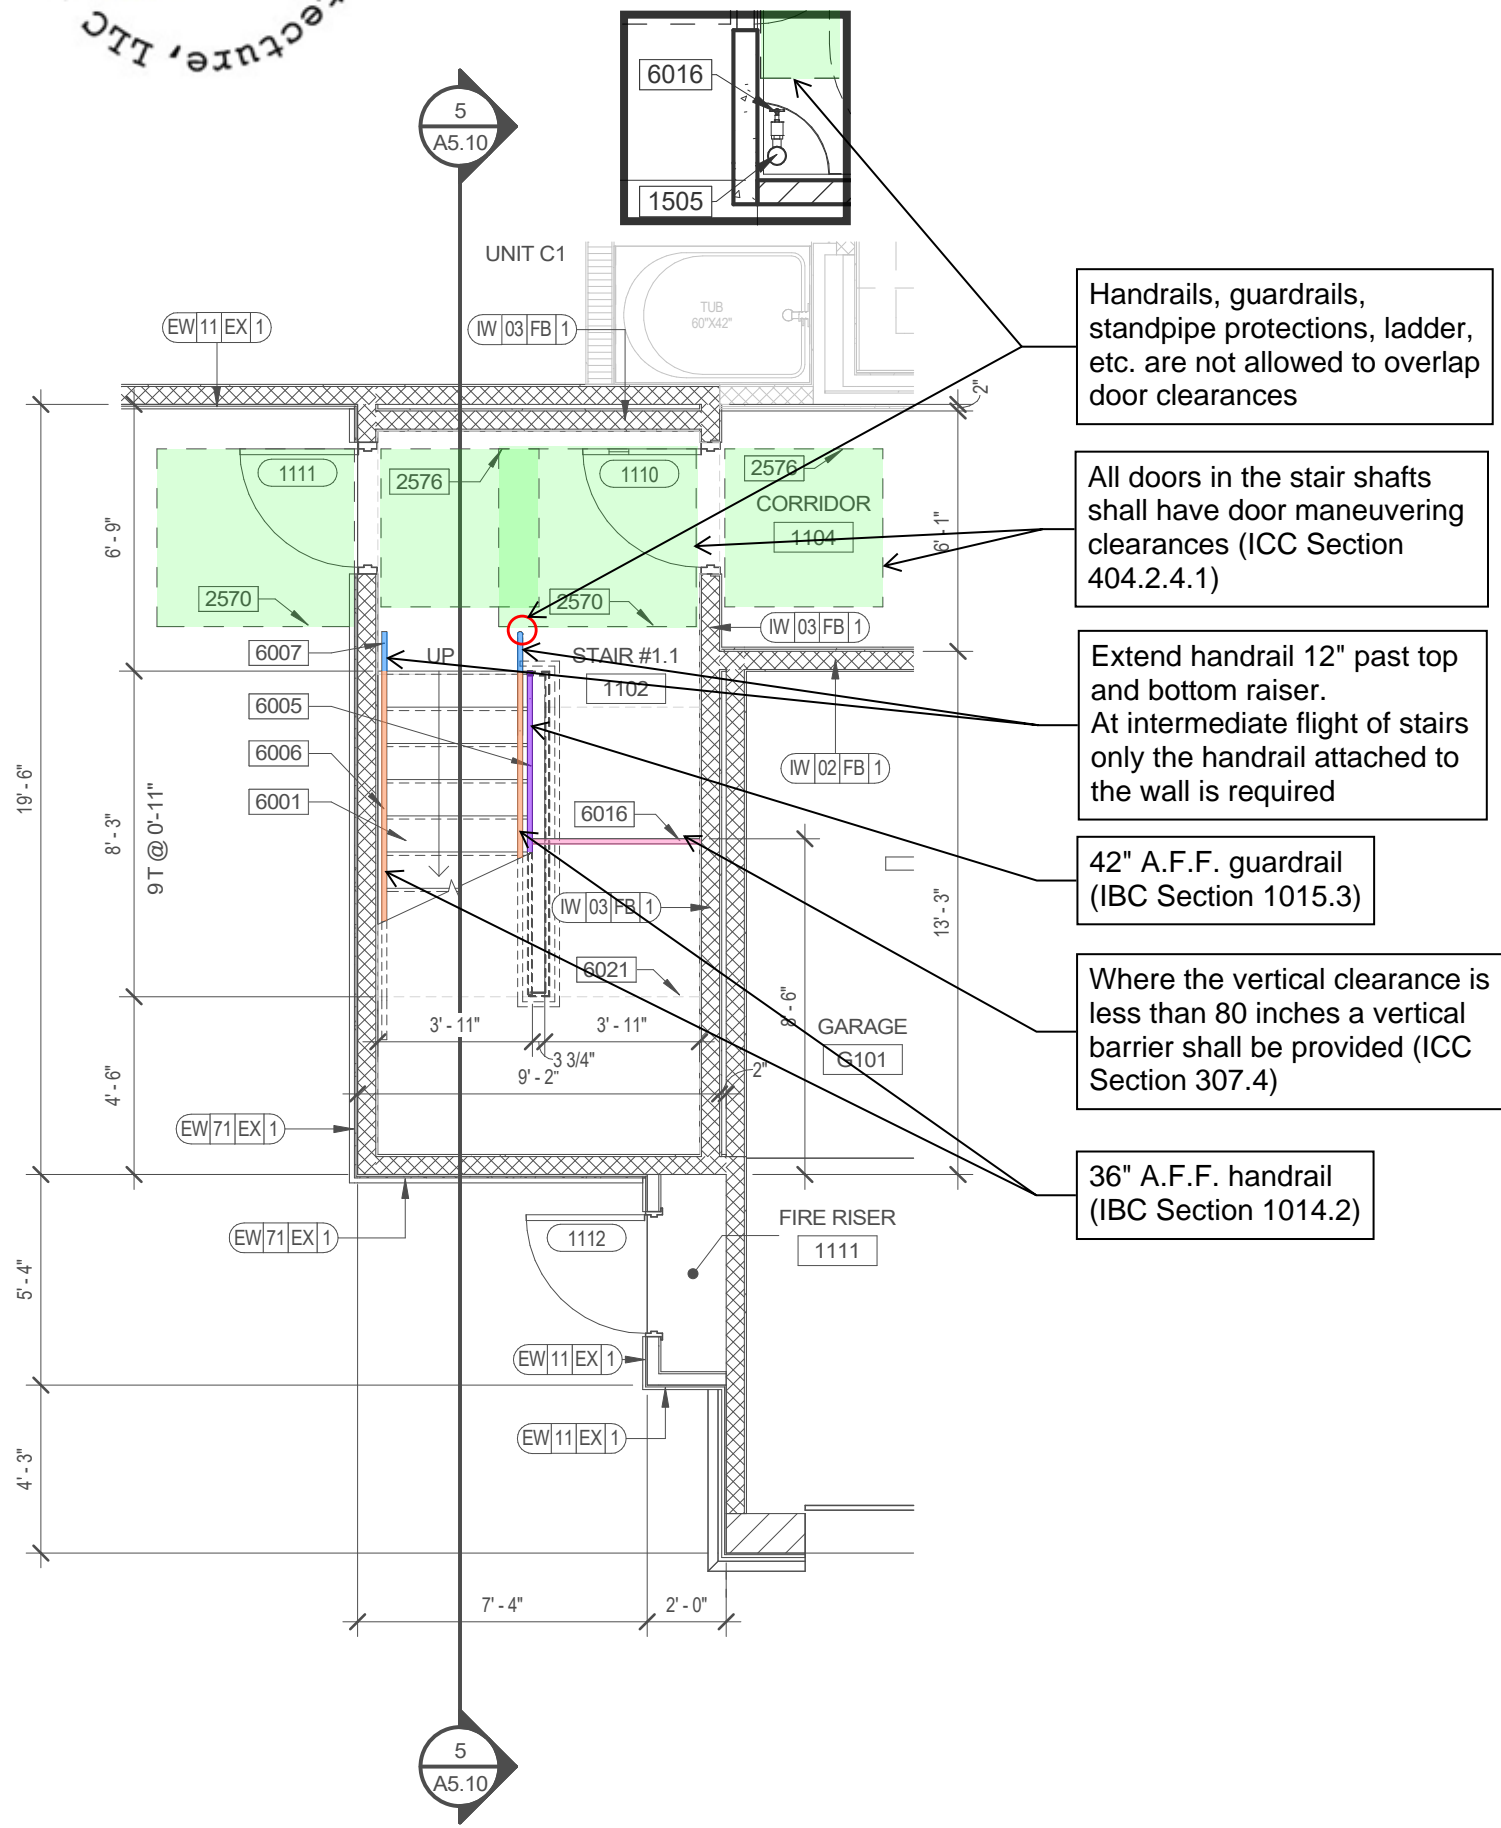 tecture, LLC
5
A5.10
6016
1505
UNIT C1
TUB
60"X42"
EW 11 EX 1
IW 03 FB 1
2"
Handrails, guardrails,
standpipe protections, ladder,
etc. are not allowed to overlap
door clearances
1111
2576
1110
2576
CORRIDOR
1104
6' - 9"
6' - 1"
All doors in the stair shafts
shall have door maneuvering
clearances (ICC Section
404.2.4.1)
2570
2570
IW 03 FB 1
6007
UP
STAIR #1.1
1102
Extend handrail 12" past top
and bottom raiser.
At intermediate flight of stairs
only the handrail attached to
the wall is required
6005
6006
6001
IW 02 FB 1
6016
19' - 6"
8' - 3"
9T @ 0'-11"
42" A.F.F. guardrail
(IBC Section 1015.3)
IW 03 FB 1
13' - 3"
6021
8' - 6"
Where the vertical clearance is
less than 80 inches a vertical
barrier shall be provided (ICC
Section 307.4)
3' - 11"
3' - 11"
3 3/4"
9' - 2"
2"
GARAGE
G101
4' - 6"
EW 71 EX 1
36" A.F.F. handrail
(IBC Section 1014.2)
EW 71 EX 1
1112
FIRE RISER
1111
5' - 4"
EW 11 EX 1
EW 11 EX 1
4' - 3"
7' - 4"
2' - 0"
5
A5.10